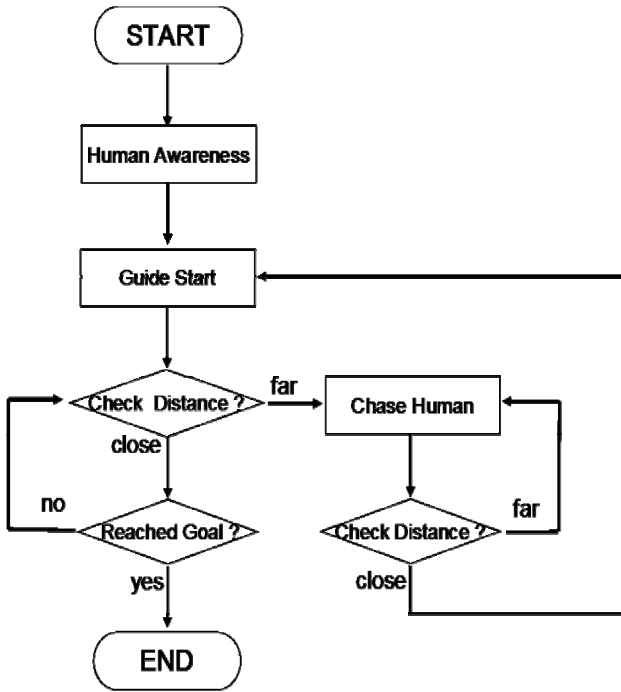 START
Human Awareness
Guide Start
Check Distance ?
far
Chase Human
close
no
Reached Goal ?
Check Distance ?
far
yes
close
END